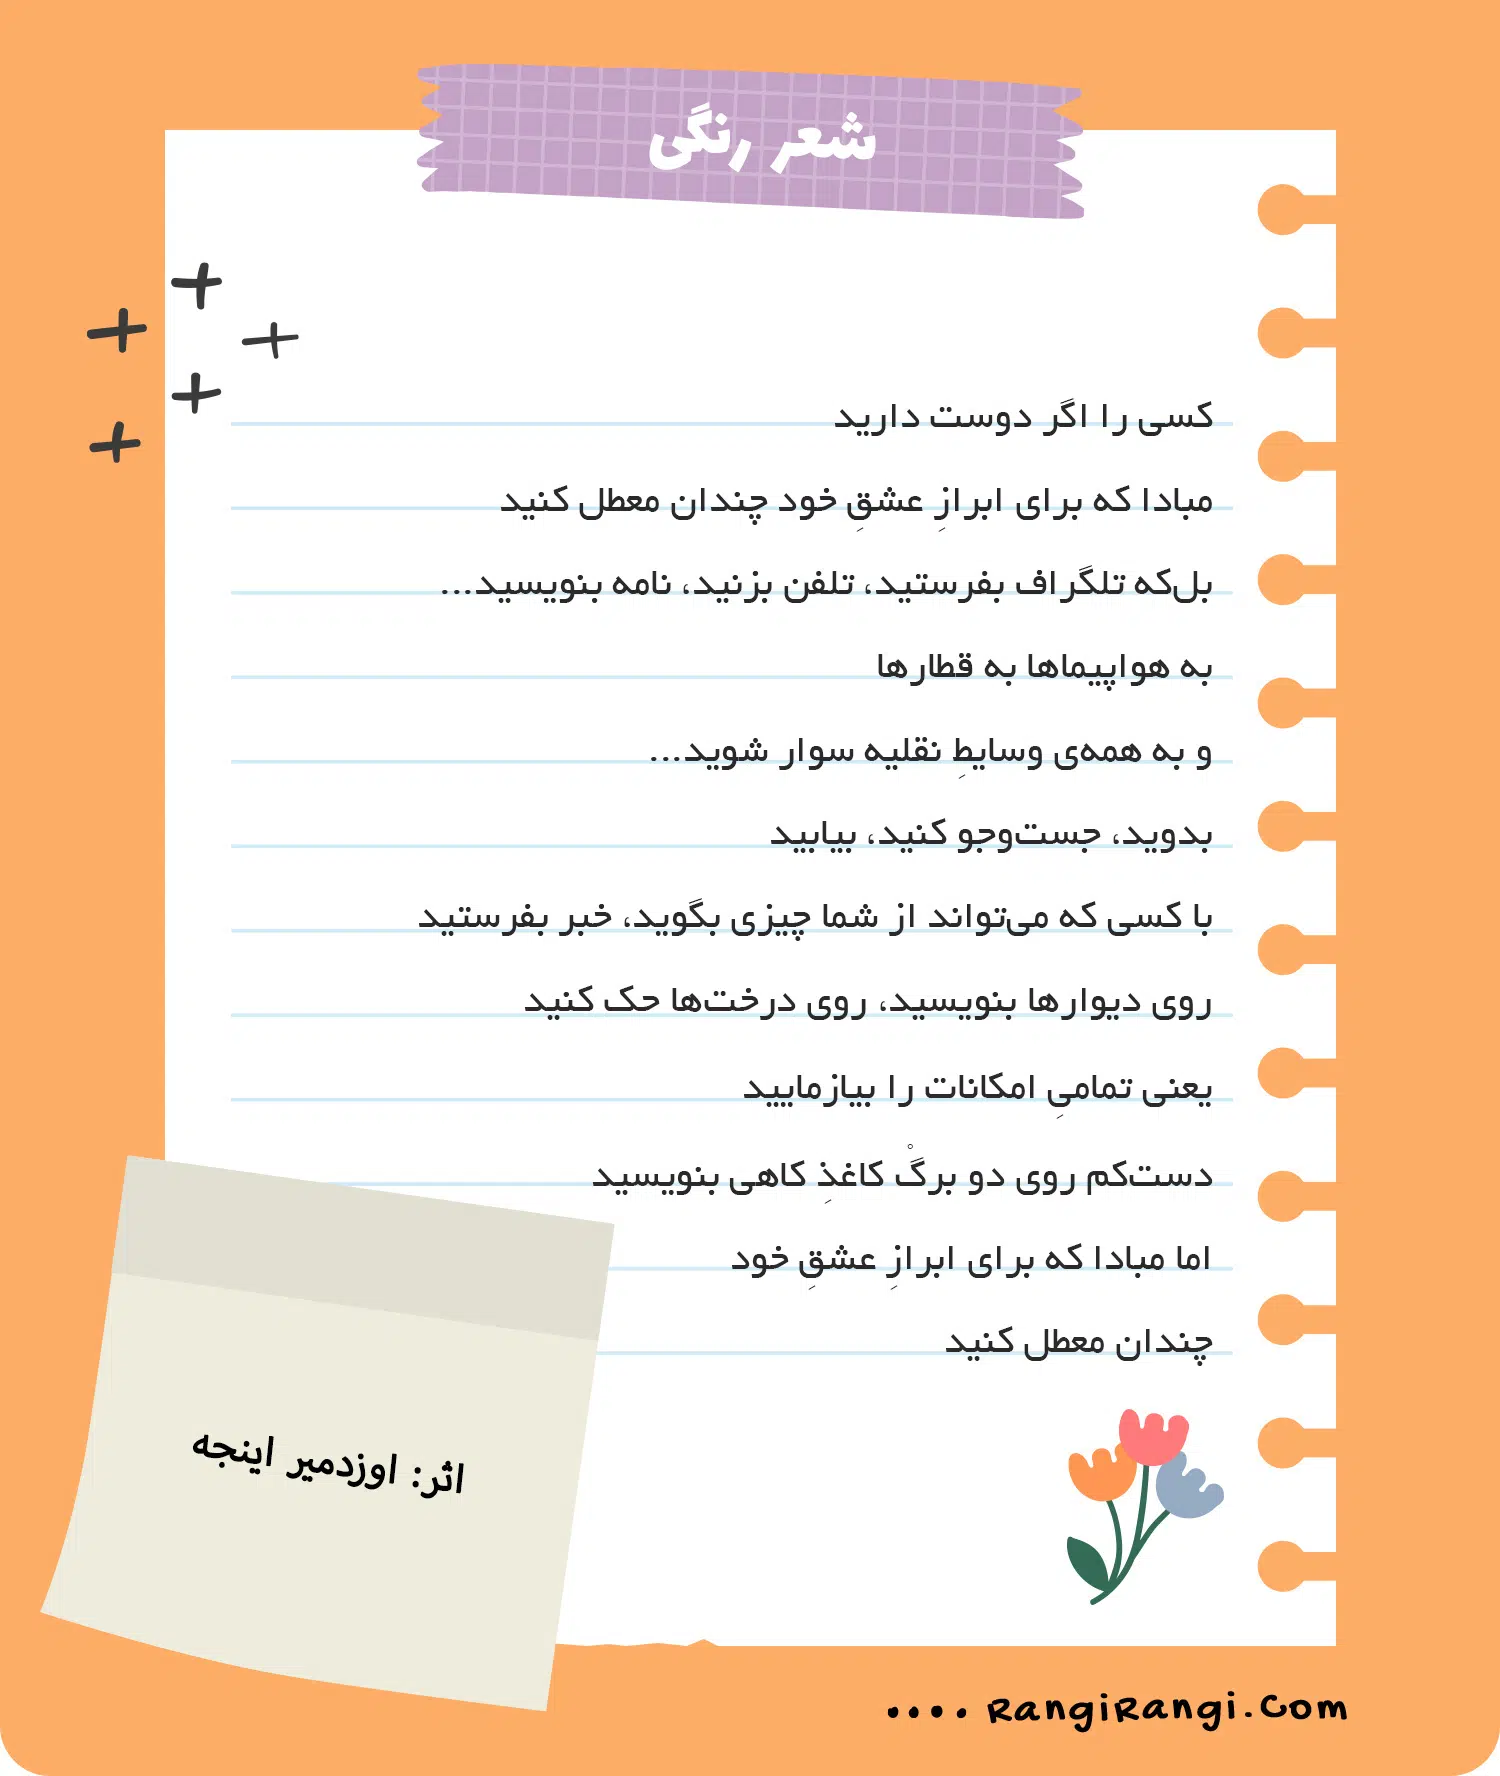 شعر رنگی
کسی را اگر دوست دارید
مبادا که برای ابرازِ عشقِ خود چندان معطل کنید
بل‌که تلگراف بفرستید، تلفن بزنید، نامه بنویسید...
به هواپیماها به قطارها
و به همه‌ی وسایطِ نقلیه سوار شوید...
بدوید، جست‌وجو کنید، بیابید
با کسی که می‌تواند از شما چیزی بگوید، خبر بفرستید
روی دیوارها بنویسید، روی درخت‌ها حک کنید
یعنی تمامیِ امکانات را بیازمایید
دست‌کم روی دو برگْ کاغذِ کاهی بنویسید
اما مبادا که برای ابرازِ عشقِ خود
چندان معطل کنید
اثر: اوزدمیر اینجه
.... RangiRangi.Com